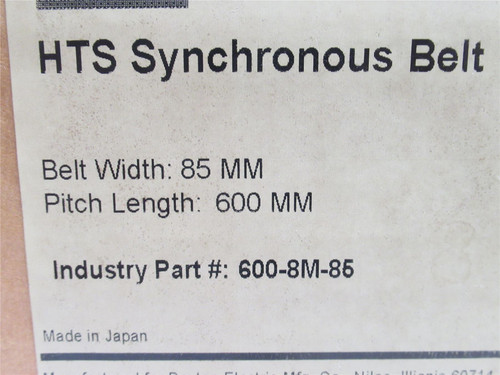 HTS Synchronous Belt
Belt Width: 85 MM
Pitch Length: 600 MM
Industry Part #: 600-8M-85
Made in Japan